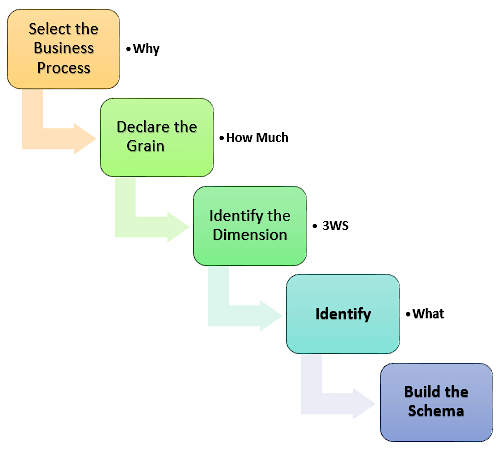 Select the
Business
Process
•Why
Declare the
Grain
•How Much
Identify the
Dimension
• 3WS
Identify
•What
Build the
Schema